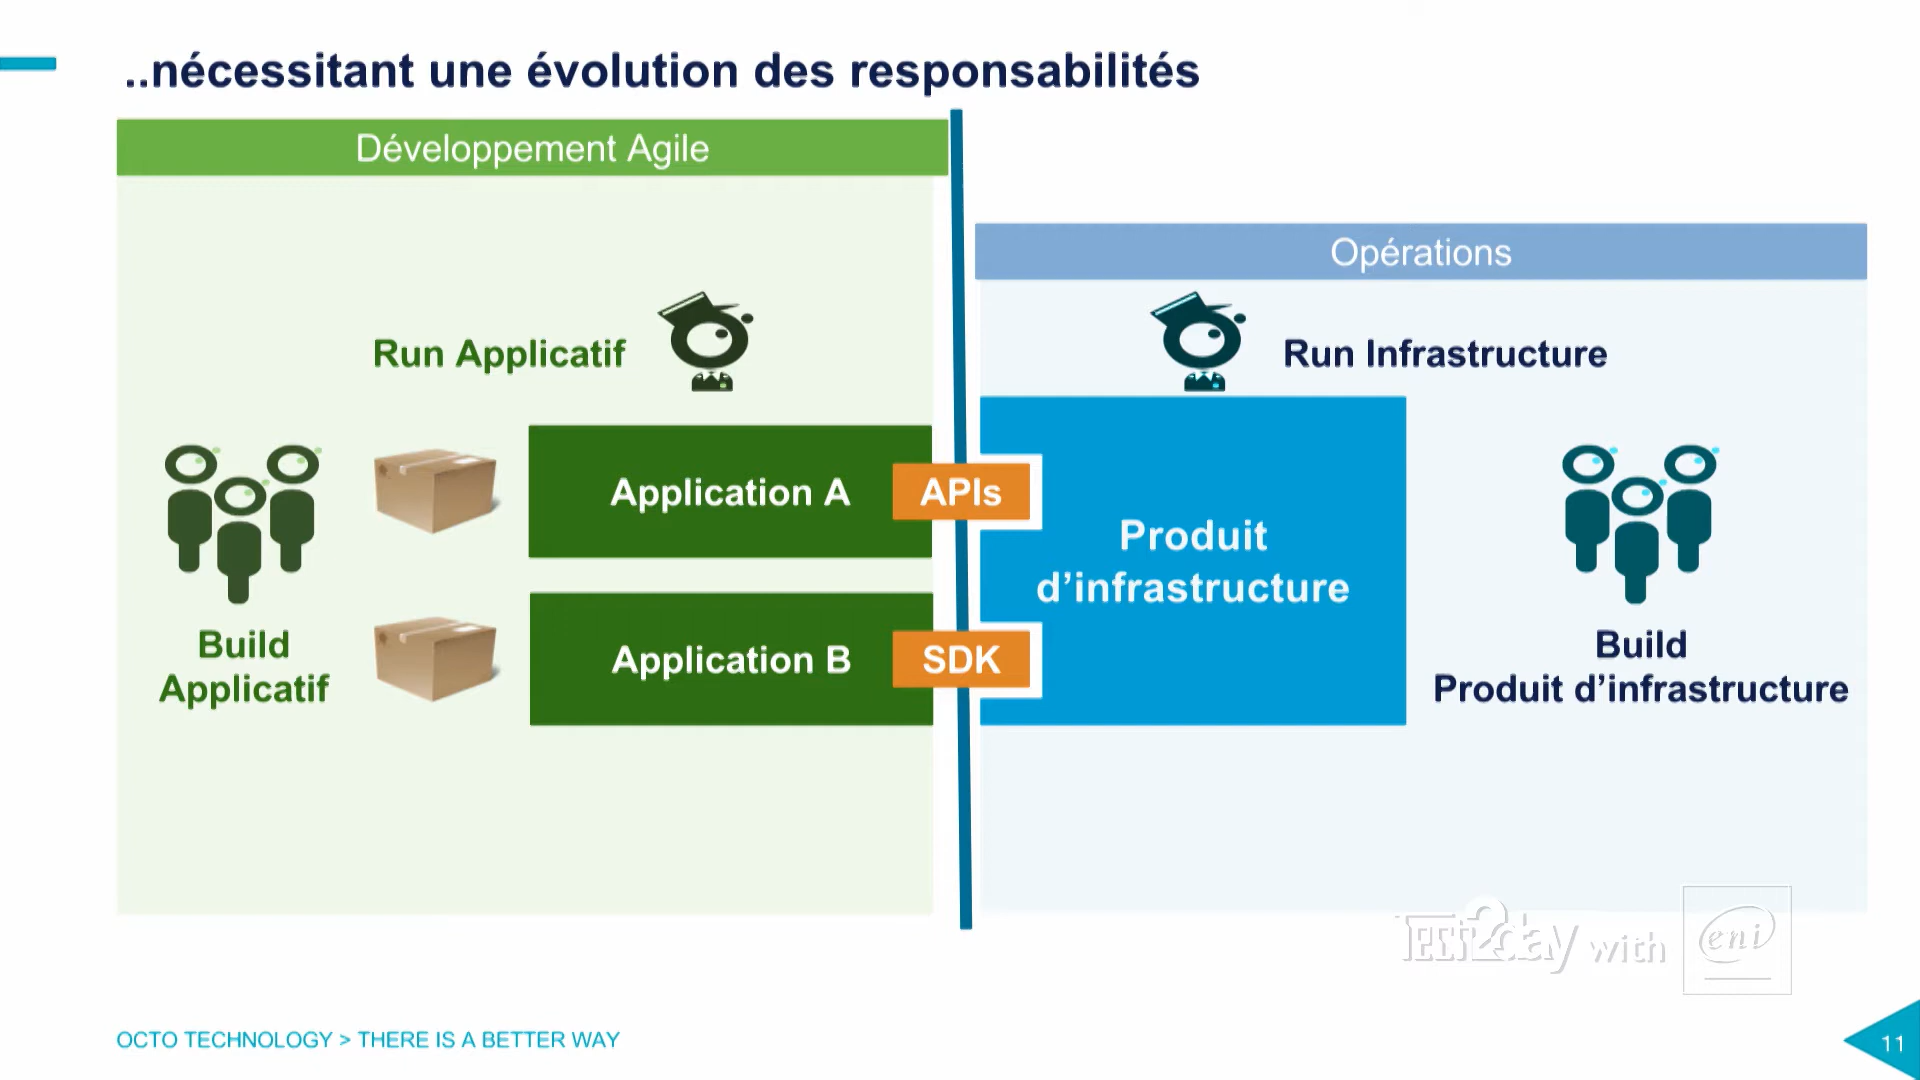 ..nécessitant une évolution des responsabilités
Développement Agile
Opérations
Run Applicatif
Run Infrastructure
Application A
APIs
Produit
d’infrastructure
Application B
SDK
Build
Applicatif
Build
Produit d’infrastructure
Tech2day with eni
OCTO TECHNOLOGY > THERE IS A BETTER WAY
11